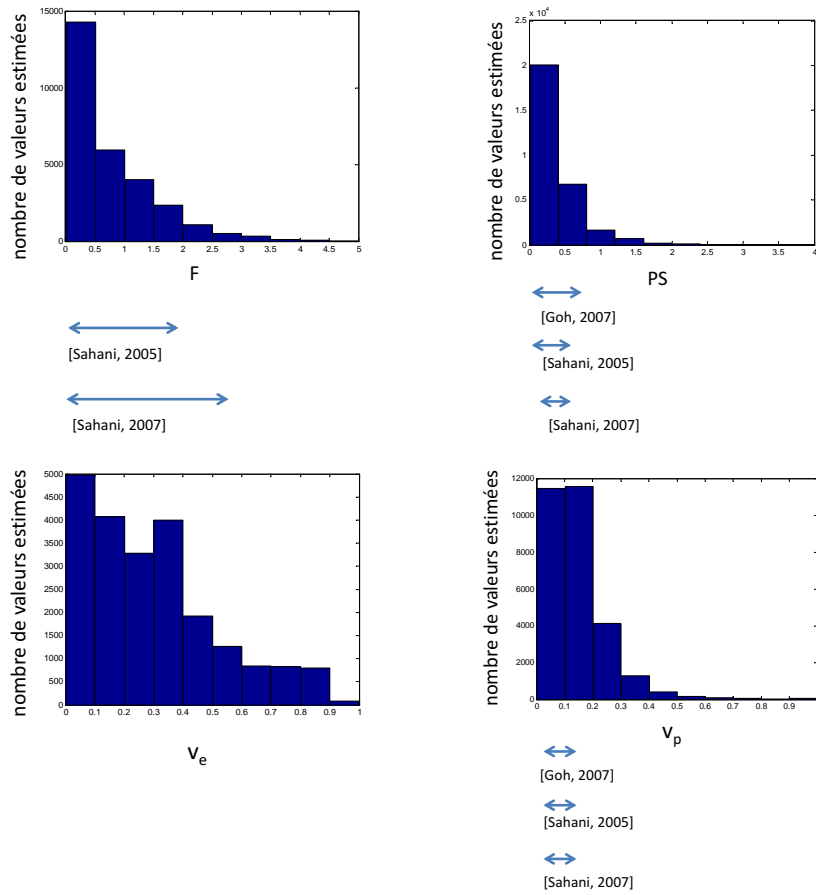 nombre de valeurs estimées
15000
10000
5000
0
0 0.5 1 1.5 2 2.5 3 3.5 4 4.5 5
F
[Sahani, 2005]
[Sahani, 2007]
nombre de valeurs estimées
x 10⁴
2.5
2
1.5
1
0.5
0
0 0.5 1 1.5 2 2.5 3 3.5 4
PS
[Goh, 2007]
[Sahani, 2005]
[Sahani, 2007]
nombre de valeurs estimées
5000
4500
4000
3500
3000
2500
2000
1500
1000
500
0
0 0.1 0.2 0.3 0.4 0.5 0.6 0.7 0.8 0.9 1
vₑ
nombre de valeurs estimées
12000
10000
8000
6000
4000
2000
0
0 0.1 0.2 0.3 0.4 0.5 0.6 0.7 0.8 0.9
vₚ
[Goh, 2007]
[Sahani, 2005]
[Sahani, 2007]